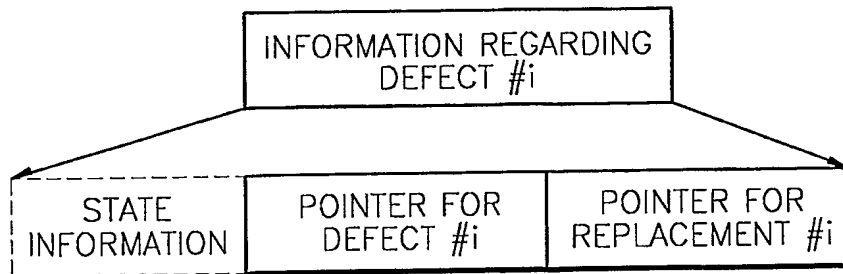 INFORMATION REGARDING
DEFECT #i
STATE
INFORMATION
POINTER FOR
DEFECT #i
POINTER FOR
REPLACEMENT #i